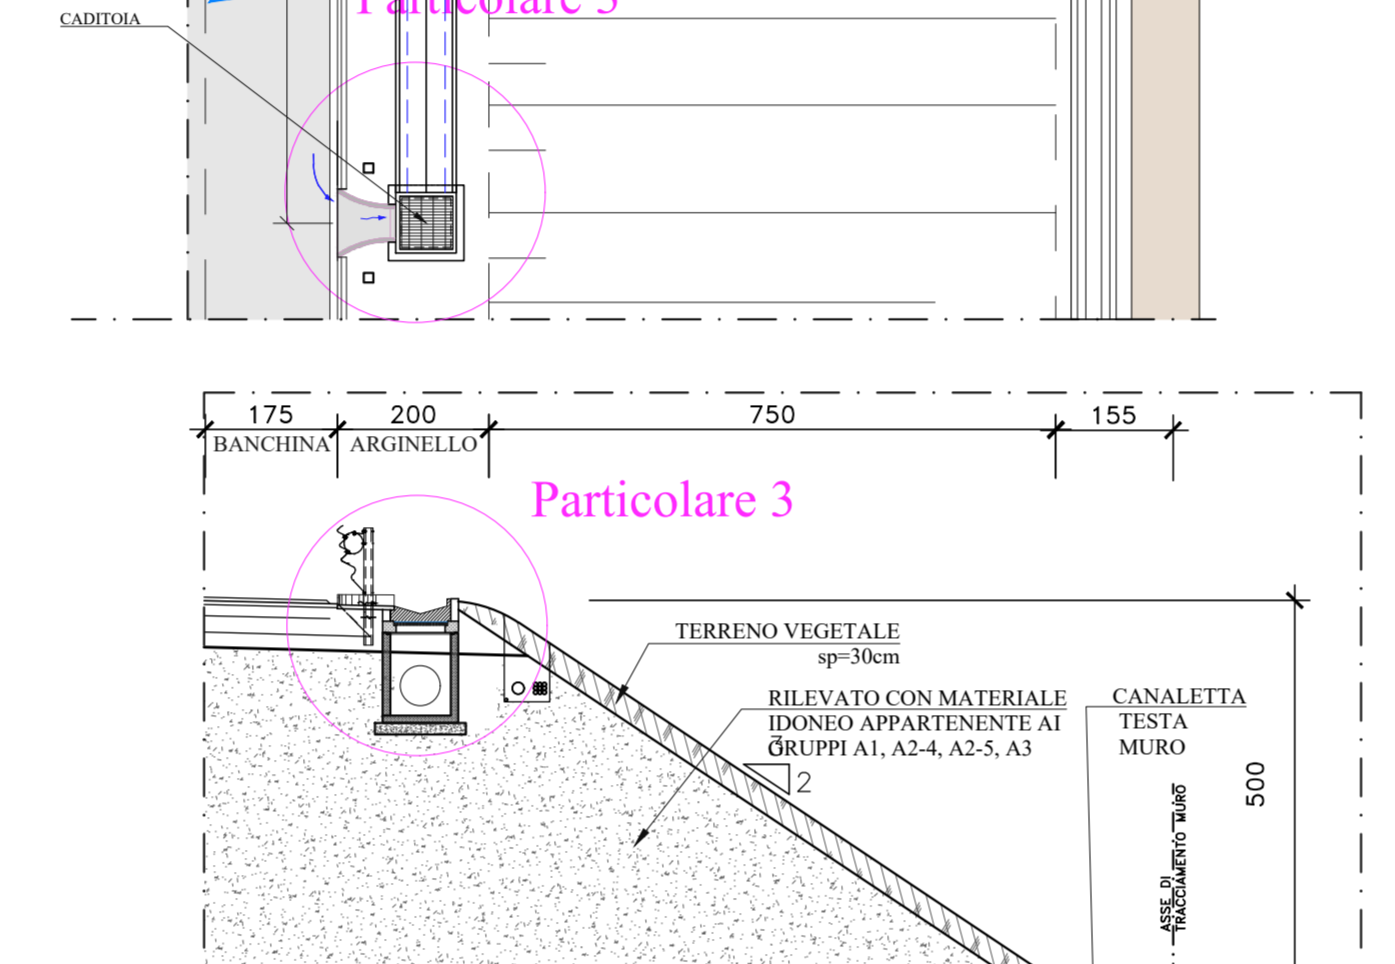 Particolare 3
CADITOIA
175
200
750
155
BANCHINA
ARGINELLO
Particolare 3
TERRENO VEGETALE
sp=30cm
RILEVATO CON MATERIALE
IDONEO APPARTENENTE AI
GRUPPI A1, A2-4, A2-5, A3
3
2
CANALETTA
TESTA
MURO
500
ASSE DI
TRACCIAMENTO MURO